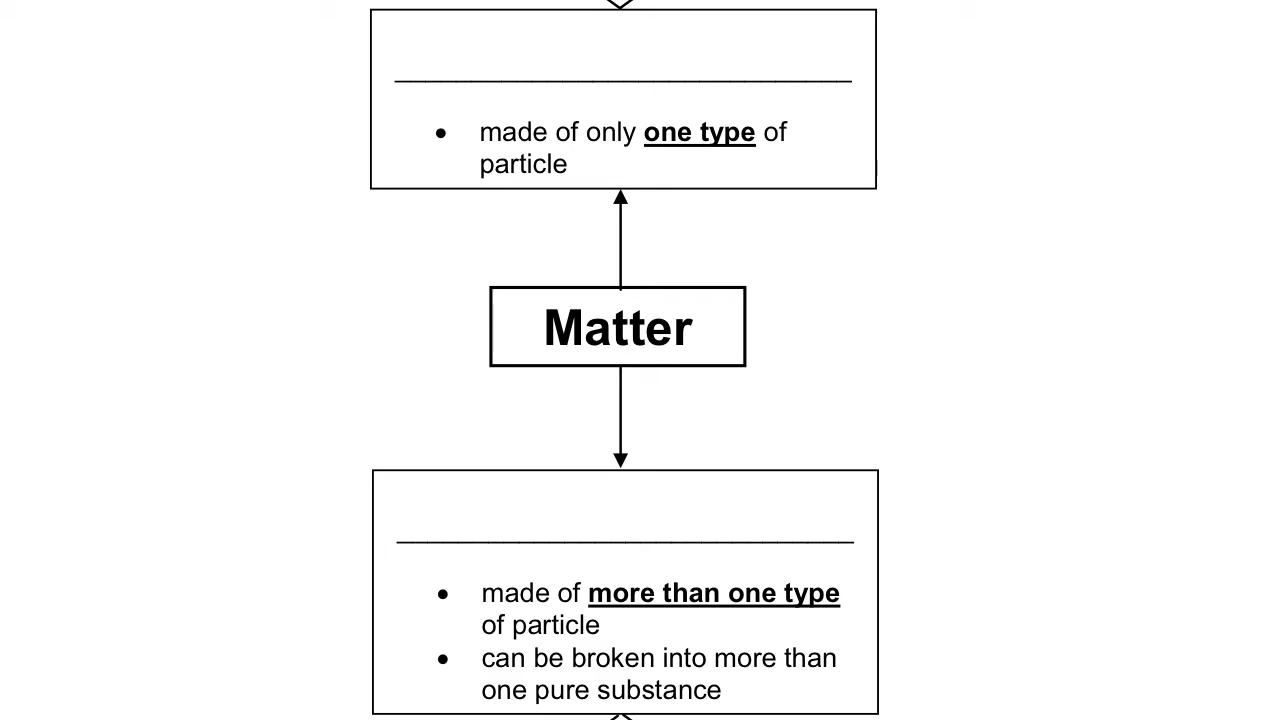 • made of only one type of
particle
Matter
• made of more than one type
of particle
• can be broken into more than
one pure substance